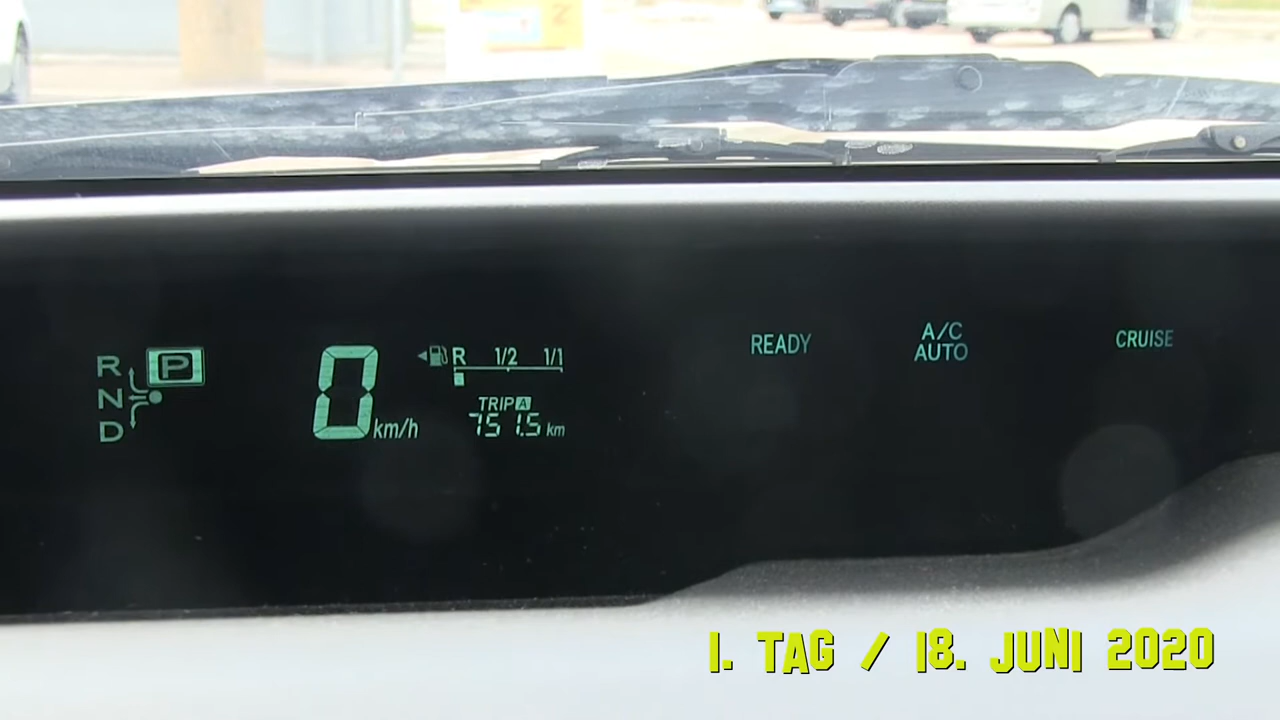 R P
N
D
0 km/h
R 1/2 1/1
TRIP A
751.5 km
READY
A/C
AUTO
CRUISE
1. TAG / 18. JUNI 2020